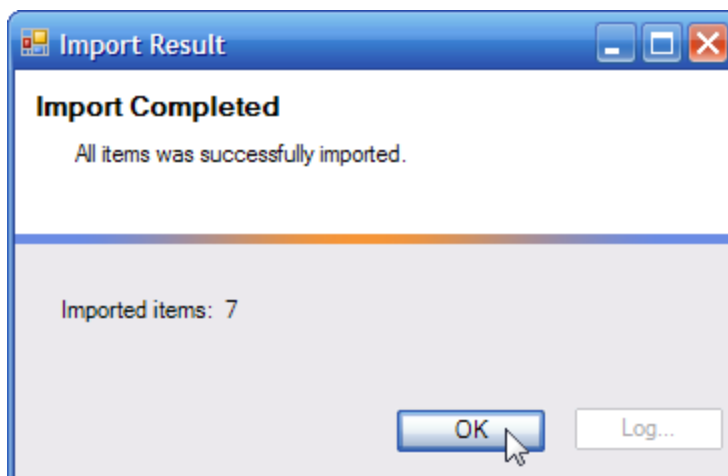 Import Result
Import Completed
All items was successfully imported.
Imported items: 7
OK
Log...